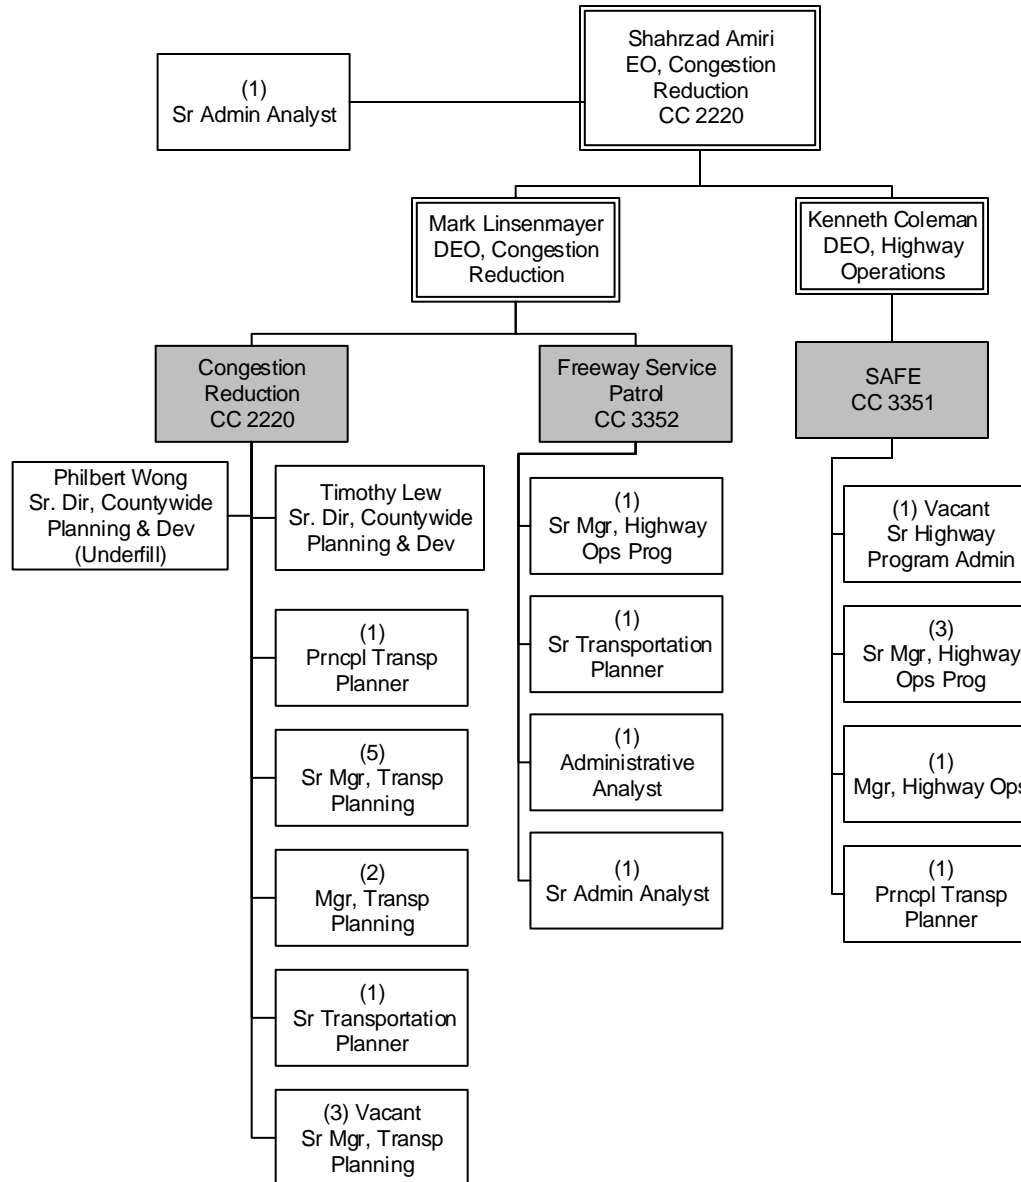 Shahrzad Amiri
EO, Congestion
Reduction
CC 2220
(1)
Sr Admin Analyst
Mark Linsenmayer
DEO, Congestion
Reduction
Kenneth Coleman
DEO, Highway
Operations
Congestion
Reduction
CC 2220
Freeway Service
Patrol
CC 3352
SAFE
CC 3351
Philbert Wong
Sr. Dir, Countywide
Planning & Dev
(Underfill)
Timothy Lew
Sr. Dir, Countywide
Planning & Dev
(1)
Prncpl Transp
Planner
(5)
Sr Mgr, Transp
Planning
(2)
Mgr, Transp
Planning
(1)
Sr Transportation
Planner
(3) Vacant
Sr Mgr, Transp
Planning
(1)
Sr Mgr, Highway
Ops Prog
(1)
Sr Transportation
Planner
(1)
Administrative
Analyst
(1)
Sr Admin Analyst
(1) Vacant
Sr Highway
Program Admin
(3)
Sr Mgr, Highway
Ops Prog
(1)
Mgr, Highway Ops
(1)
Prncpl Transp
Planner